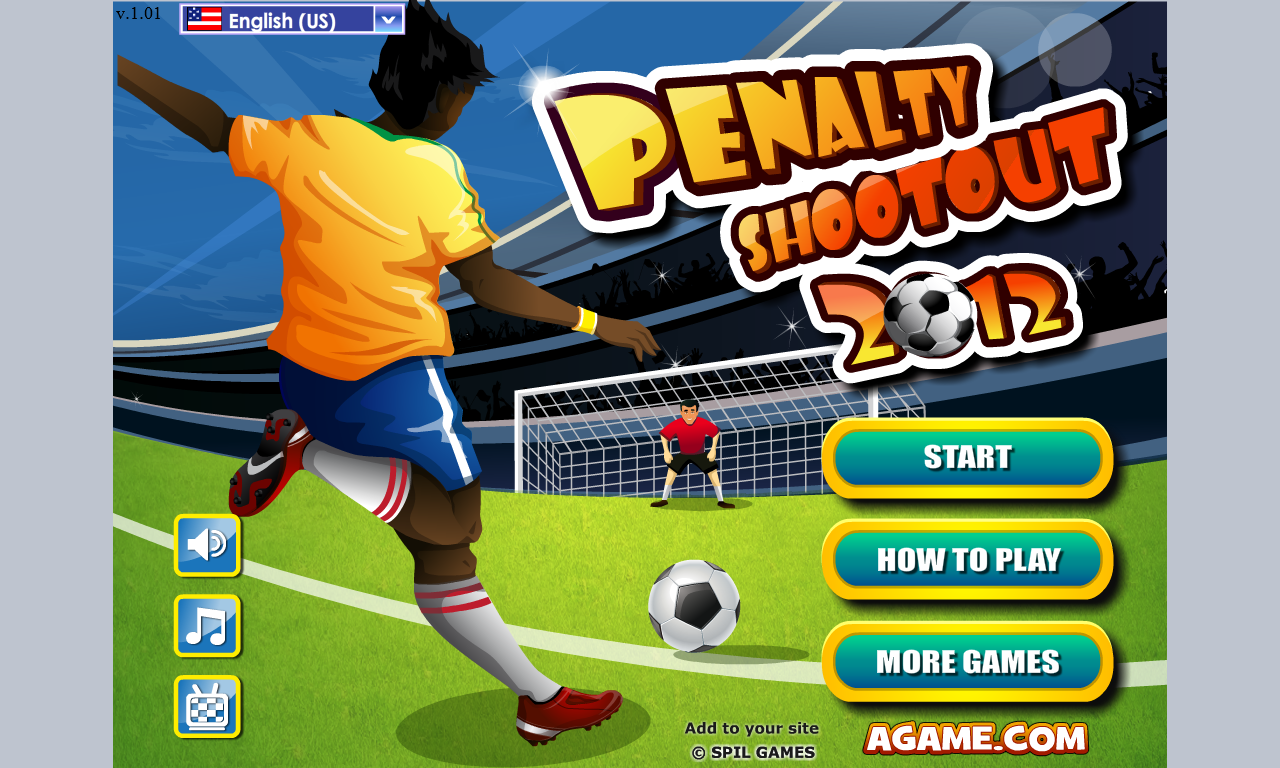 v.1.01
English (US)
PENALTY
SHOOTOUT
2012
START
HOW TO PLAY
MORE GAMES
Add to your site
© SPIL GAMES
AGAME.COM